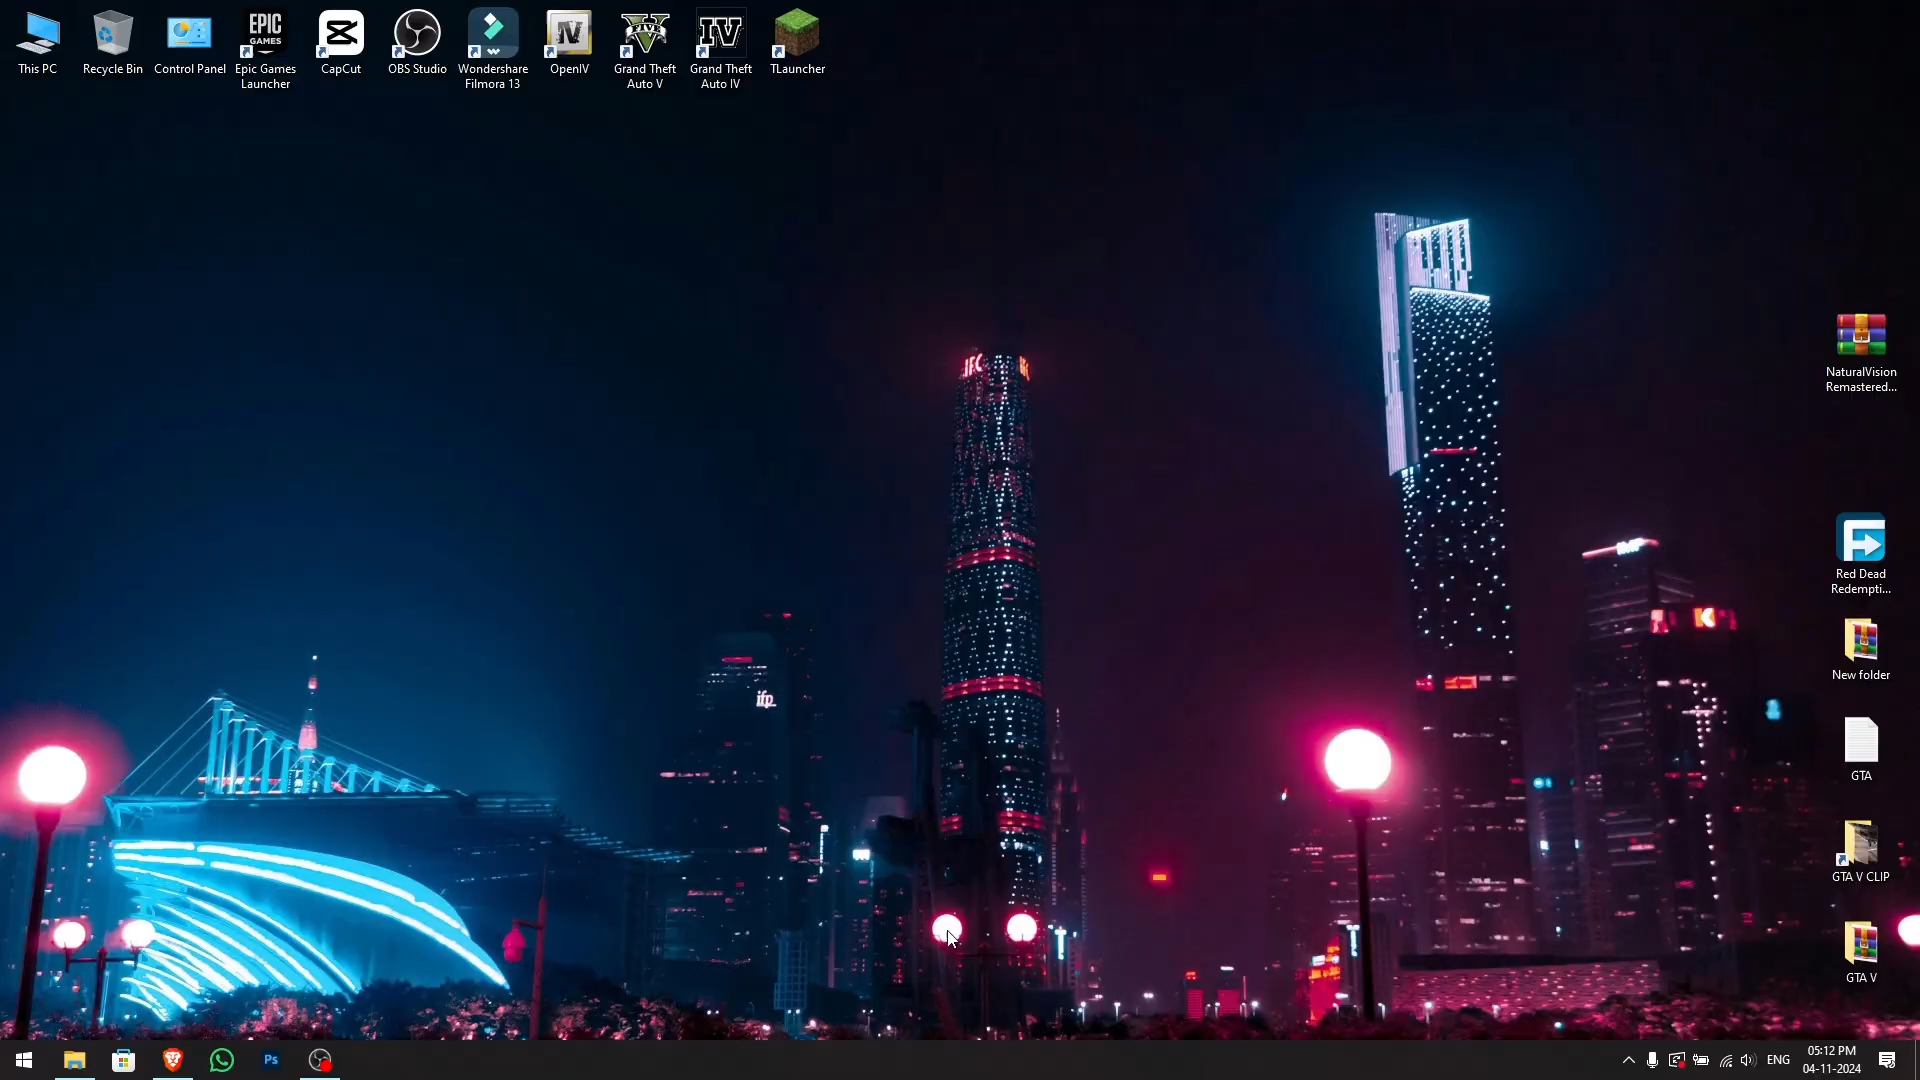 This PC
Recycle Bin
Control Panel
EPIC GAMES
Epic Games
Launcher
CapCut
OBS Studio
Wondershare
Filmora 13
IV
OpenIV
FIVE
Grand Theft
Auto V
IV
Grand Theft
Auto IV
TLauncher
IFC
NaturalVision
Remastered...
Red Dead
Redempti...
New folder
GTA
GTA V CLIP
GTA V
ifp
Ps
ENG
05:12 PM
04-11-2024